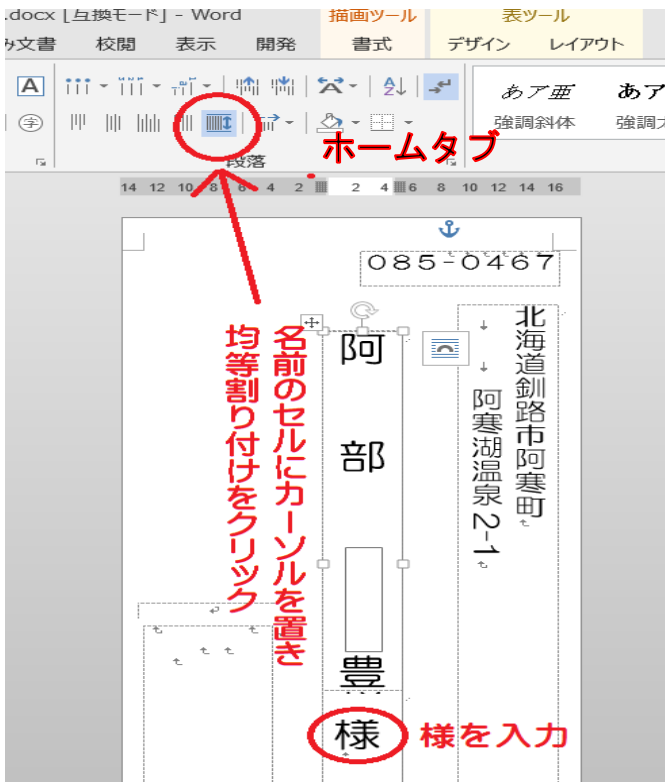 .docx [互換モード] - Word
描画ツール
表ツール
み文書 校閲 表示 開発 書式 デザイン レイアウト
A
字
あア亜 あア
強調斜体 強調
段落
ホームタブ
14 12 10 8 6 4 2 2 4 6 8 10 12 14 16
085-0467
北海道釧路市阿寒町
阿寒湖温泉2-1
阿部 豊
様
名前のセルにカーソルを置き
均等割り付けをクリック
様を入力